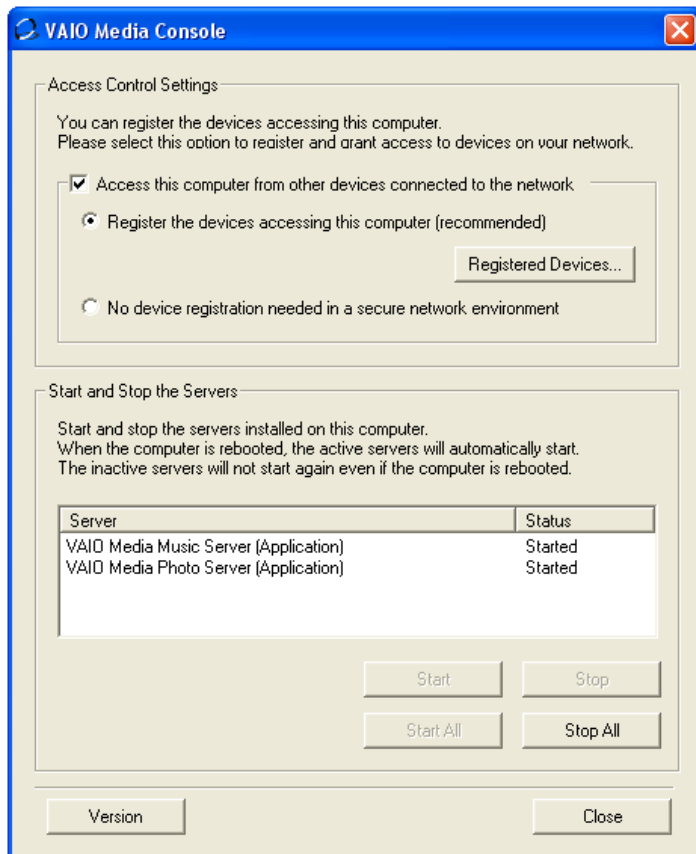 VAIO Media Console
Access Control Settings
You can register the devices accessing this computer.
Please select this option to register and grant access to devices on your network.
Access this computer from other devices connected to the network
Register the devices accessing this computer (recommended)
Registered Devices...
No device registration needed in a secure network environment
Start and Stop the Servers
Start and stop the servers installed on this computer.
When the computer is rebooted, the active servers will automatically start.
The inactive servers will not start again even if the computer is rebooted.
Server Status
VAIO Media Music Server (Application) Started
VAIO Media Photo Server (Application) Started
Start Stop
Start All Stop All
Version Close